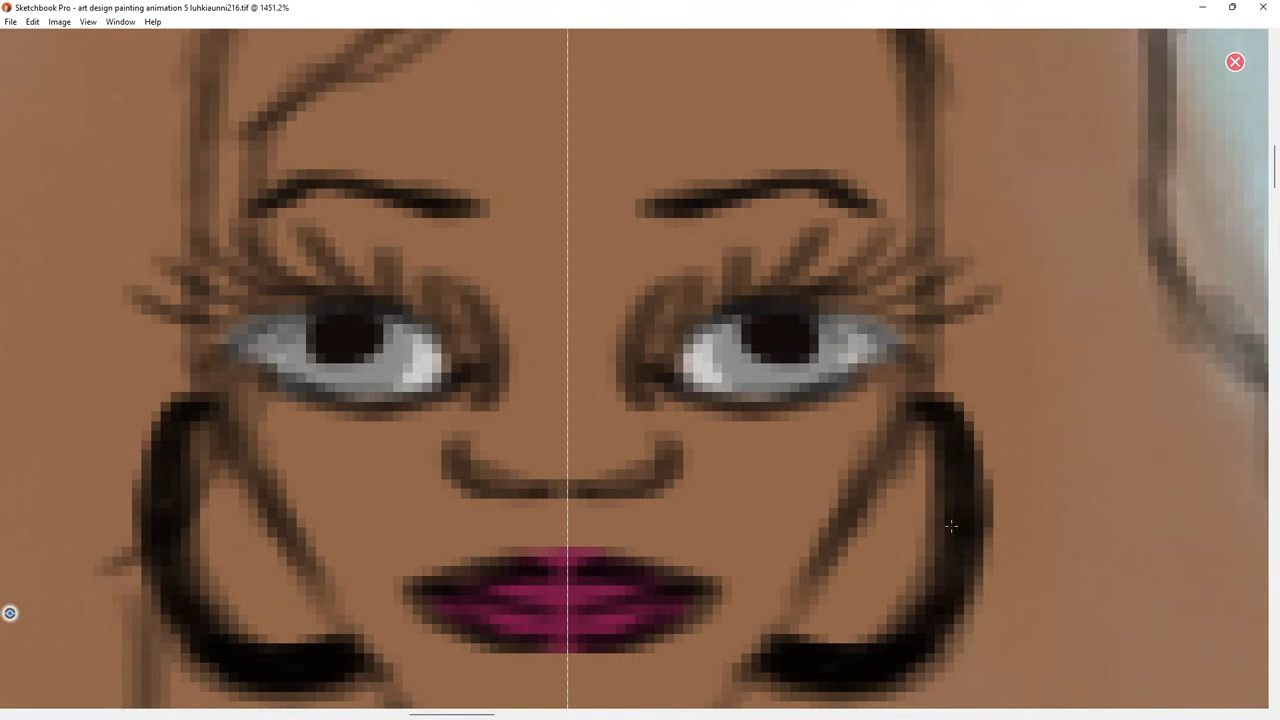 Sketchbook Pro - art design painting animation 5 luhkiaunni216.tif @ 1451.2%
File Edit Image View Window Help